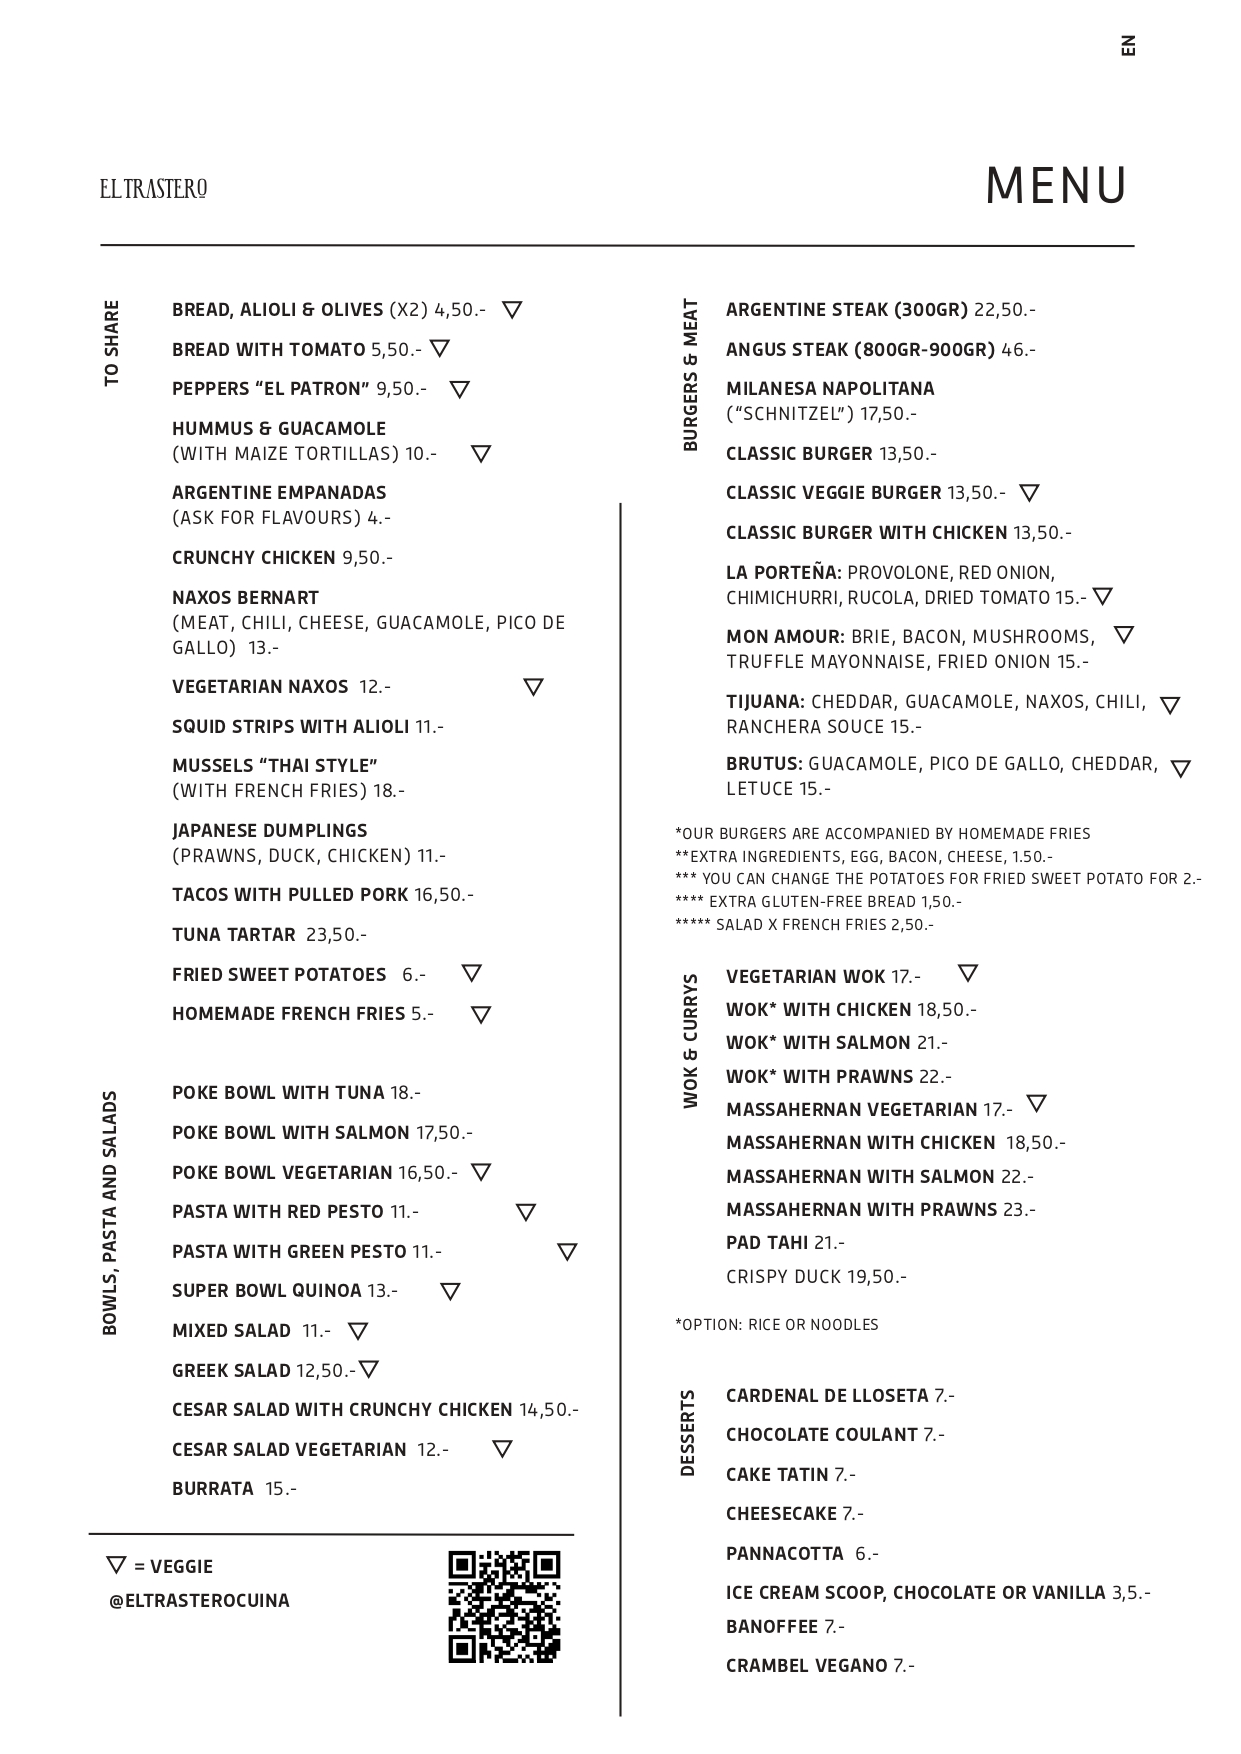 EN
EL TRASTERO
MENU
TO SHARE
BREAD, ALIOLI & OLIVES (X2) 4,50.-
BREAD WITH TOMATO 5,50.-
PEPPERS “EL PATRON” 9,50.-
HUMMUS & GUACAMOLE
(WITH MAIZE TORTILLAS) 10.-
ARGENTINE EMPANADAS
(ASK FOR FLAVOURS) 4.-
CRUNCHY CHICKEN 9,50.-
NAXOS BERNART
(MEAT, CHILI, CHEESE, GUACAMOLE, PICO DE
GALLO) 13.-
VEGETARIAN NAXOS 12.-
SQUID STRIPS WITH ALIOLI 11.-
MUSSELS “THAI STYLE”
(WITH FRENCH FRIES) 18.-
JAPANESE DUMPLINGS
(PRAWNS, DUCK, CHICKEN) 11.-
TACOS WITH PULLED PORK 16,50.-
TUNA TARTAR 23,50.-
FRIED SWEET POTATOES 6.-
HOMEMADE FRENCH FRIES 5.-
BOWLS, PASTA AND SALADS
POKE BOWL WITH TUNA 18.-
POKE BOWL WITH SALMON 17,50.-
POKE BOWL VEGETARIAN 16,50.-
PASTA WITH RED PESTO 11.-
PASTA WITH GREEN PESTO 11.-
SUPER BOWL QUINOA 13.-
MIXED SALAD 11.-
GREEK SALAD 12,50.-
CESAR SALAD WITH CRUNCHY CHICKEN 14,50.-
CESAR SALAD VEGETARIAN 12.-
BURRATA 15.-
= VEGGIE
@ELTRASTEROCUINA
BURGERS & MEAT
ARGENTINE STEAK (300GR) 22,50.-
ANGUS STEAK (800GR-900GR) 46.-
MILANESA NAPOLITANA
(“SCHNITZEL”) 17,50.-
CLASSIC BURGER 13,50.-
CLASSIC VEGGIE BURGER 13,50.-
CLASSIC BURGER WITH CHICKEN 13,50.-
LA PORTEÑA: PROVOLONE, RED ONION,
CHIMICHURRI, RUCOLA, DRIED TOMATO 15.-
MON AMOUR: BRIE, BACON, MUSHROOMS,
TRUFFLE MAYONNAISE, FRIED ONION 15.-
TIJUANA: CHEDDAR, GUACAMOLE, NAXOS, CHILI,
RANCHERA SOUCE 15.-
BRUTUS: GUACAMOLE, PICO DE GALLO, CHEDDAR,
LETUCE 15.-
*OUR BURGERS ARE ACCOMPANIED BY HOMEMADE FRIES
**EXTRA INGREDIENTS, EGG, BACON, CHEESE, 1.50.-
*** YOU CAN CHANGE THE POTATOES FOR FRIED SWEET POTATO FOR 2.-
**** EXTRA GLUTEN-FREE BREAD 1,50.-
***** SALAD X FRENCH FRIES 2,50.-
WOK & CURRYS
VEGETARIAN WOK 17.-
WOK* WITH CHICKEN 18,50.-
WOK* WITH SALMON 21.-
WOK* WITH PRAWNS 22.-
MASSAHERNAN VEGETARIAN 17.-
MASSAHERNAN WITH CHICKEN 18,50.-
MASSAHERNAN WITH SALMON 22.-
MASSAHERNAN WITH PRAWNS 23.-
PAD TAHI 21.-
CRISPY DUCK 19,50.-
*OPTION: RICE OR NOODLES
DESSERTS
CARDENAL DE LLOSETA 7.-
CHOCOLATE COULANT 7.-
CAKE TATIN 7.-
CHEESECAKE 7.-
PANNACOTTA 6.-
ICE CREAM SCOOP, CHOCOLATE OR VANILLA 3,5.-
BANOFFEE 7.-
CRAMBEL VEGANO 7.-